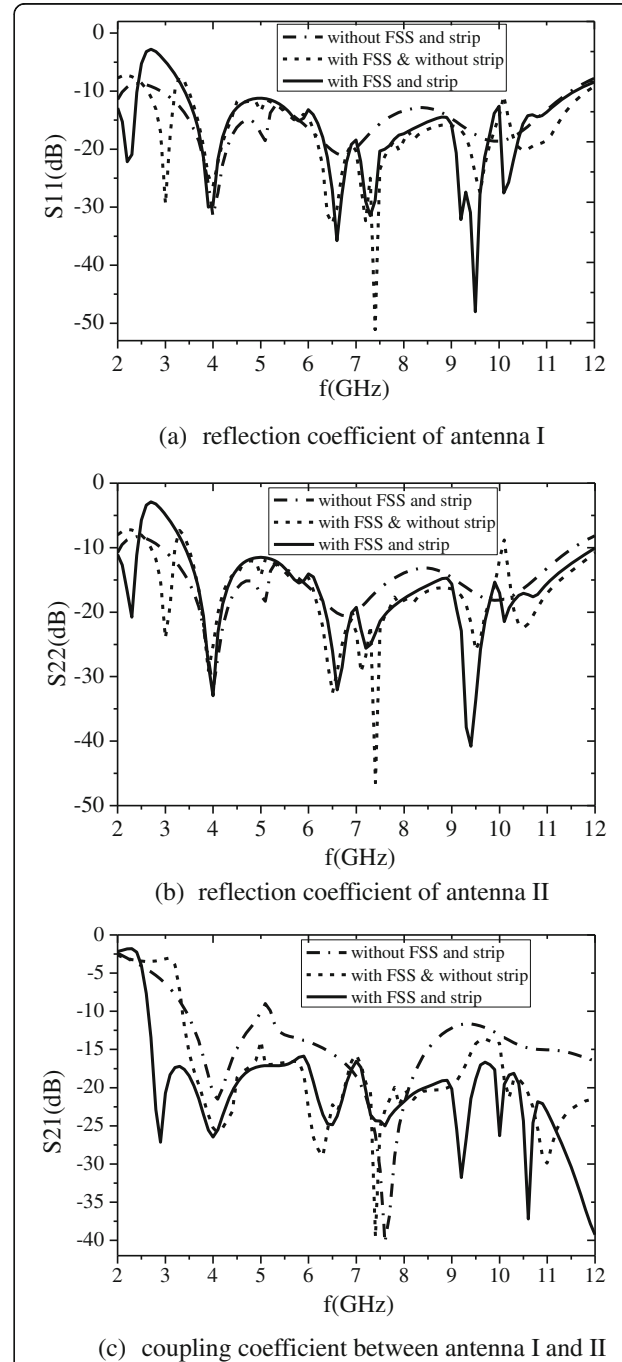 0
-10
-20
-30
-40
-50
S11(dB)
without FSS and strip
with FSS & without strip
with FSS and strip
2 3 4 5 6 7 8 9 10 11 12
f(GHz)
(a) reflection coefficient of antenna I
0
-10
-20
-30
-40
-50
S22(dB)
without FSS and strip
with FSS & without strip
with FSS and strip
2 3 4 5 6 7 8 9 10 11 12
f(GHz)
(b) reflection coefficient of antenna II
0
-5
-10
-15
-20
-25
-30
-35
-40
S21(dB)
without FSS and strip
with FSS & without strip
with FSS and strip
2 3 4 5 6 7 8 9 10 11 12
f(GHz)
(c) coupling coefficient between antenna I and II